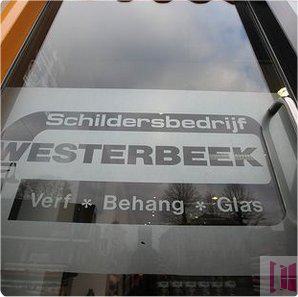 Schildersbedrijf
WESTERBEEK
Verf * Behang * Glas